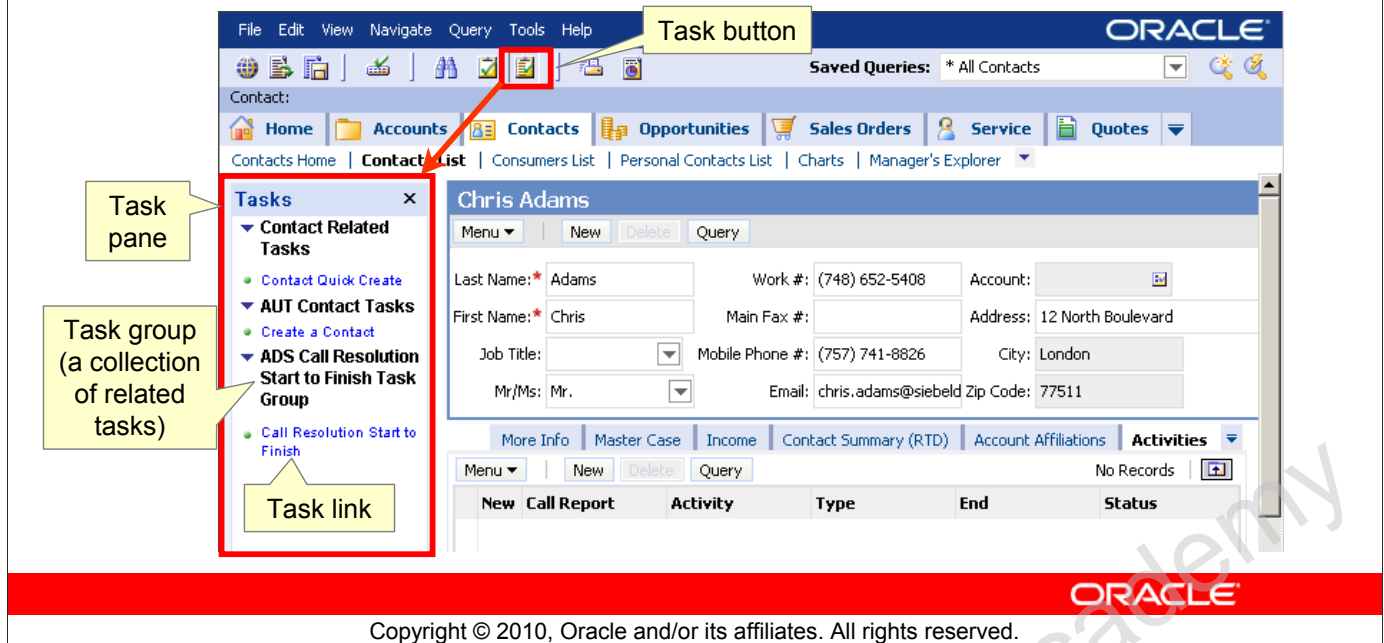 File Edit View Navigate Query Tools Help
Task button
ORACLE
Saved Queries: * All Contacts
Contact:
Home Accounts Contacts Opportunities Sales Orders Service Quotes
Contacts Home | Contacts List | Consumers List | Personal Contacts List | Charts | Manager's Explorer
Task pane
Tasks ×
Contact Related Tasks
Contact Quick Create
AUT Contact Tasks
Create a Contact
ADS Call Resolution Start to Finish Task Group
Call Resolution Start to Finish
Task group
(a collection
of related
tasks)
Task link
Chris Adams
Menu New Delete Query
Last Name:* Adams Work #: (748) 652-5408 Account:
First Name:* Chris Main Fax #: Address: 12 North Boulevard
Job Title: Mobile Phone #: (757) 741-8826 City: London
Mr/Ms: Mr. Email: chris.adams@siebeld Zip Code: 77511
More Info Master Case Income Contact Summary (RTD) Account Affiliations Activities
Menu New Delete Query No Records
New Call Report Activity Type End Status
ORACLE
Copyright © 2010, Oracle and/or its affiliates. All rights reserved.